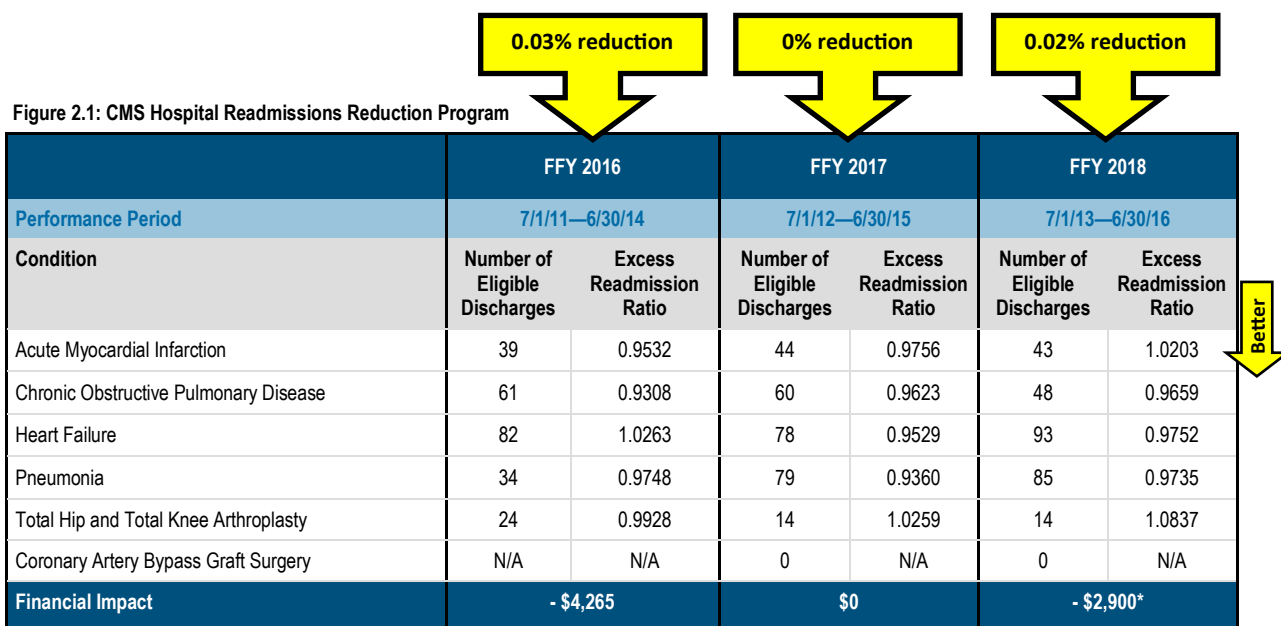 0.03% reduction 0% reduction 0.02% reduction
Figure 2.1: CMS Hospital Readmissions Reduction Program
FFY 2016 FFY 2017 FFY 2018
Performance Period 7/1/11—6/30/14 7/1/12—6/30/15 7/1/13—6/30/16
Condition Number of Eligible Discharges Excess Readmission Ratio Number of Eligible Discharges Excess Readmission Ratio Number of Eligible Discharges Excess Readmission Ratio
Better
Acute Myocardial Infarction 39 0.9532 44 0.9756 43 1.0203
Chronic Obstructive Pulmonary Disease 61 0.9308 60 0.9623 48 0.9659
Heart Failure 82 1.0263 78 0.9529 93 0.9752
Pneumonia 34 0.9748 79 0.9360 85 0.9735
Total Hip and Total Knee Arthroplasty 24 0.9928 14 1.0259 14 1.0837
Coronary Artery Bypass Graft Surgery N/A N/A 0 N/A 0 N/A
Financial Impact - $4,265 $0 - $2,900*